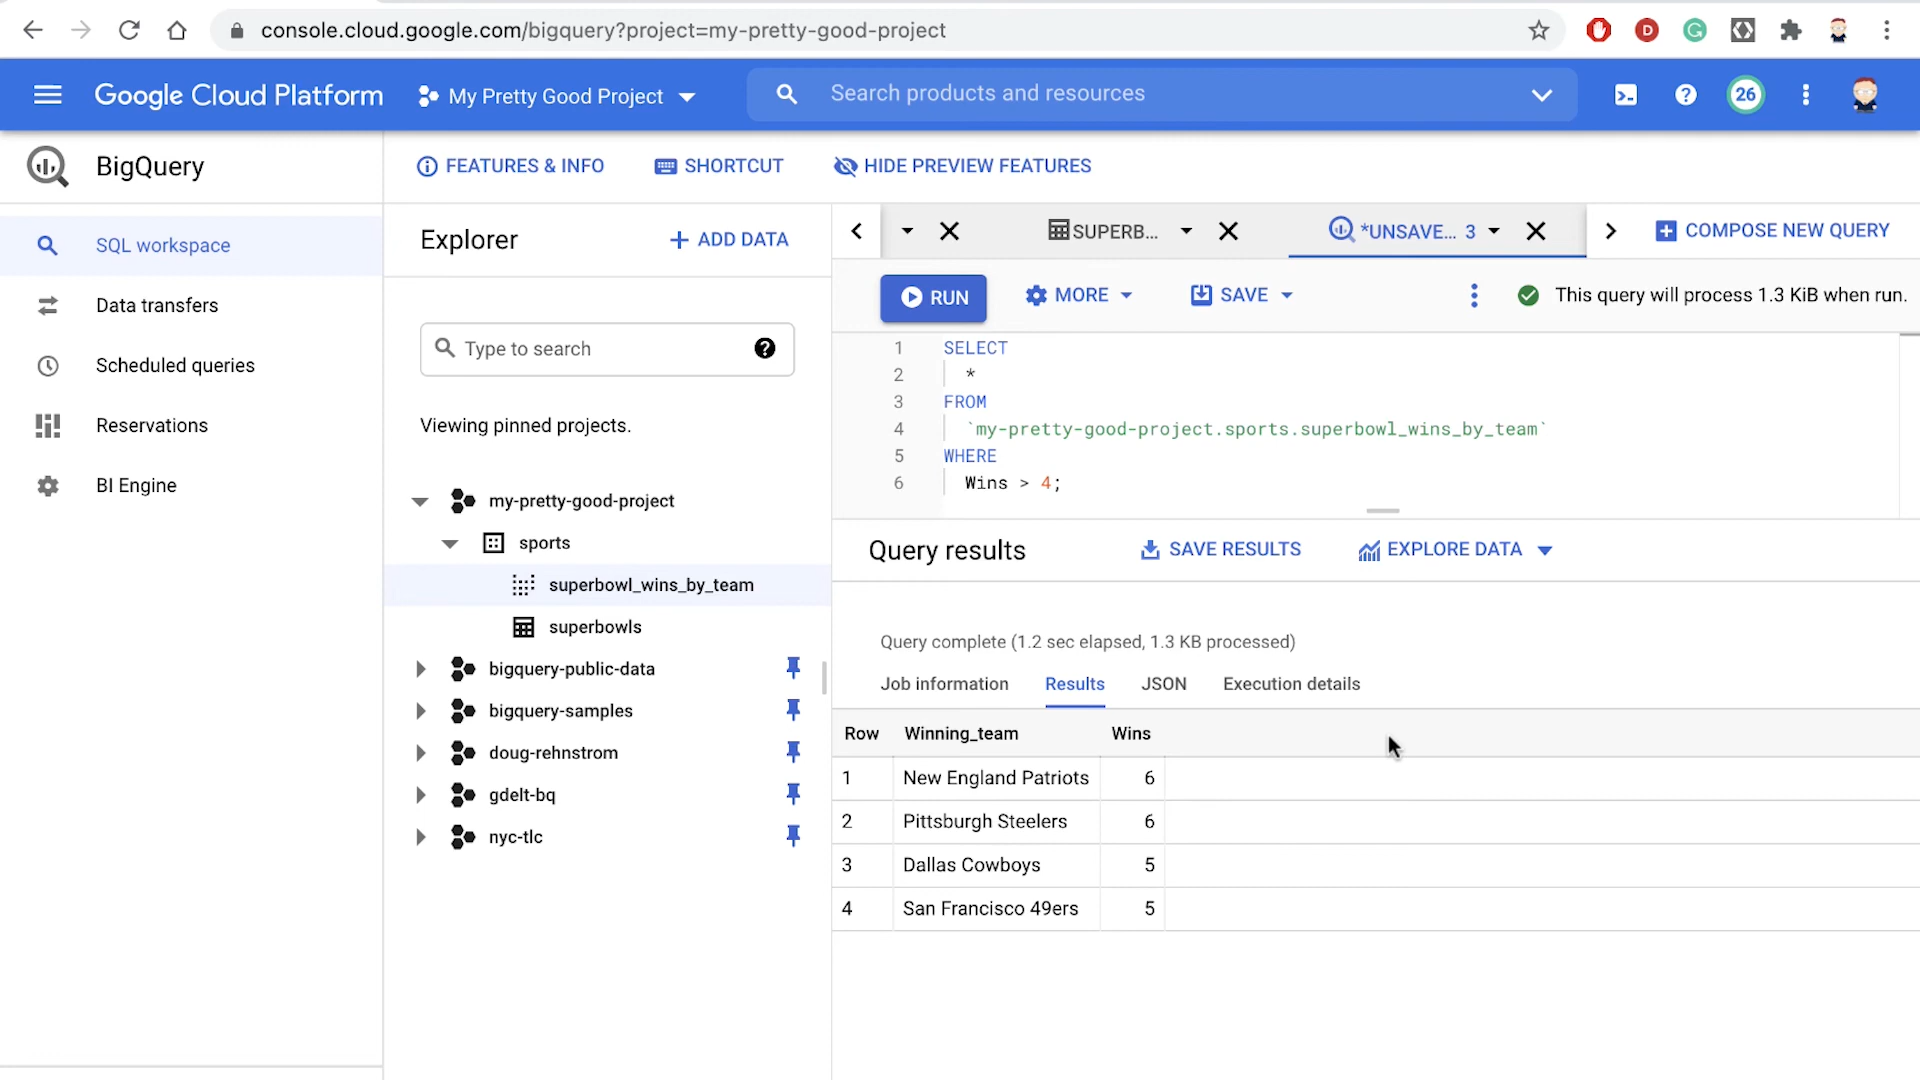 console.cloud.google.com/bigquery?project=my-pretty-good-project
Google Cloud Platform
My Pretty Good Project
Search products and resources
26
BigQuery
FEATURES & INFO
SHORTCUT
HIDE PREVIEW FEATURES
SQL workspace
Data transfers
Scheduled queries
Reservations
BI Engine
Explorer
ADD DATA
Type to search
Viewing pinned projects.
my-pretty-good-project
sports
superbowl_wins_by_team
superbowls
bigquery-public-data
bigquery-samples
doug-rehnstrom
gdelt-bq
nyc-tlc
SUPERB...
*UNSAVE... 3
COMPOSE NEW QUERY
RUN
MORE
SAVE
This query will process 1.3 KiB when run.
1 SELECT
2 *
3 FROM
4 `my-pretty-good-project.sports.superbowl_wins_by_team`
5 WHERE
6 Wins > 4;
Query results
SAVE RESULTS
EXPLORE DATA
Query complete (1.2 sec elapsed, 1.3 KB processed)
Job information
Results
JSON
Execution details
Row Winning_team Wins
1 New England Patriots 6
2 Pittsburgh Steelers 6
3 Dallas Cowboys 5
4 San Francisco 49ers 5